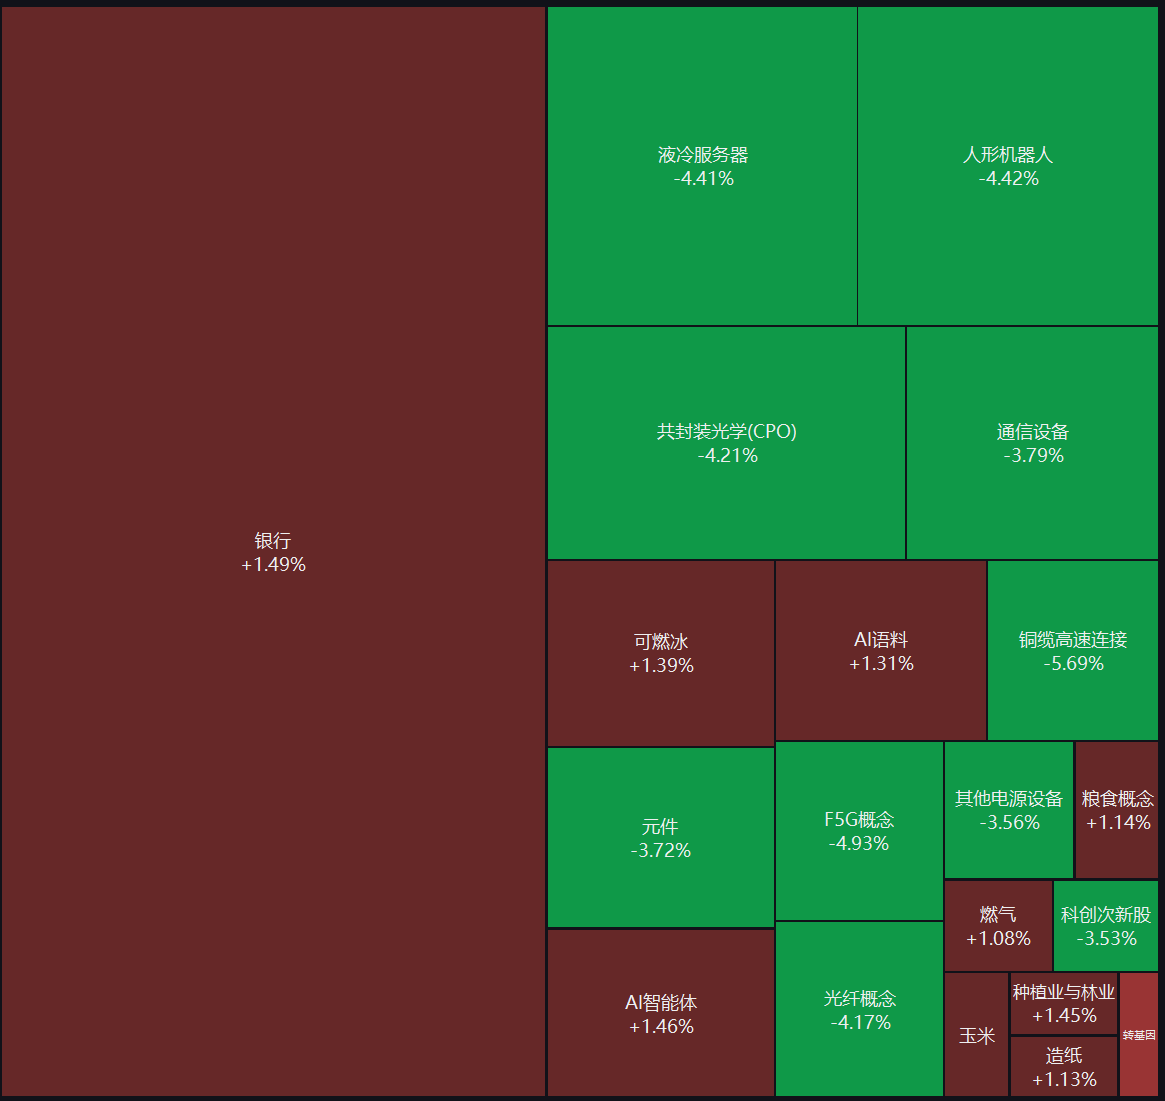 银行
+1.49%
液冷服务器
-4.41%
人形机器人
-4.42%
共封装光学(CPO)
-4.21%
通信设备
-3.79%
可燃冰
+1.39%
AI语料
+1.31%
铜缆高速连接
-5.69%
元件
-3.72%
F5G概念
-4.93%
其他电源设备
-3.56%
粮食概念
+1.14%
AI智能体
+1.46%
光纤概念
-4.17%
燃气
+1.08%
科创次新股
-3.53%
玉米
种植业与林业
+1.45%
造纸
+1.13%
转基因